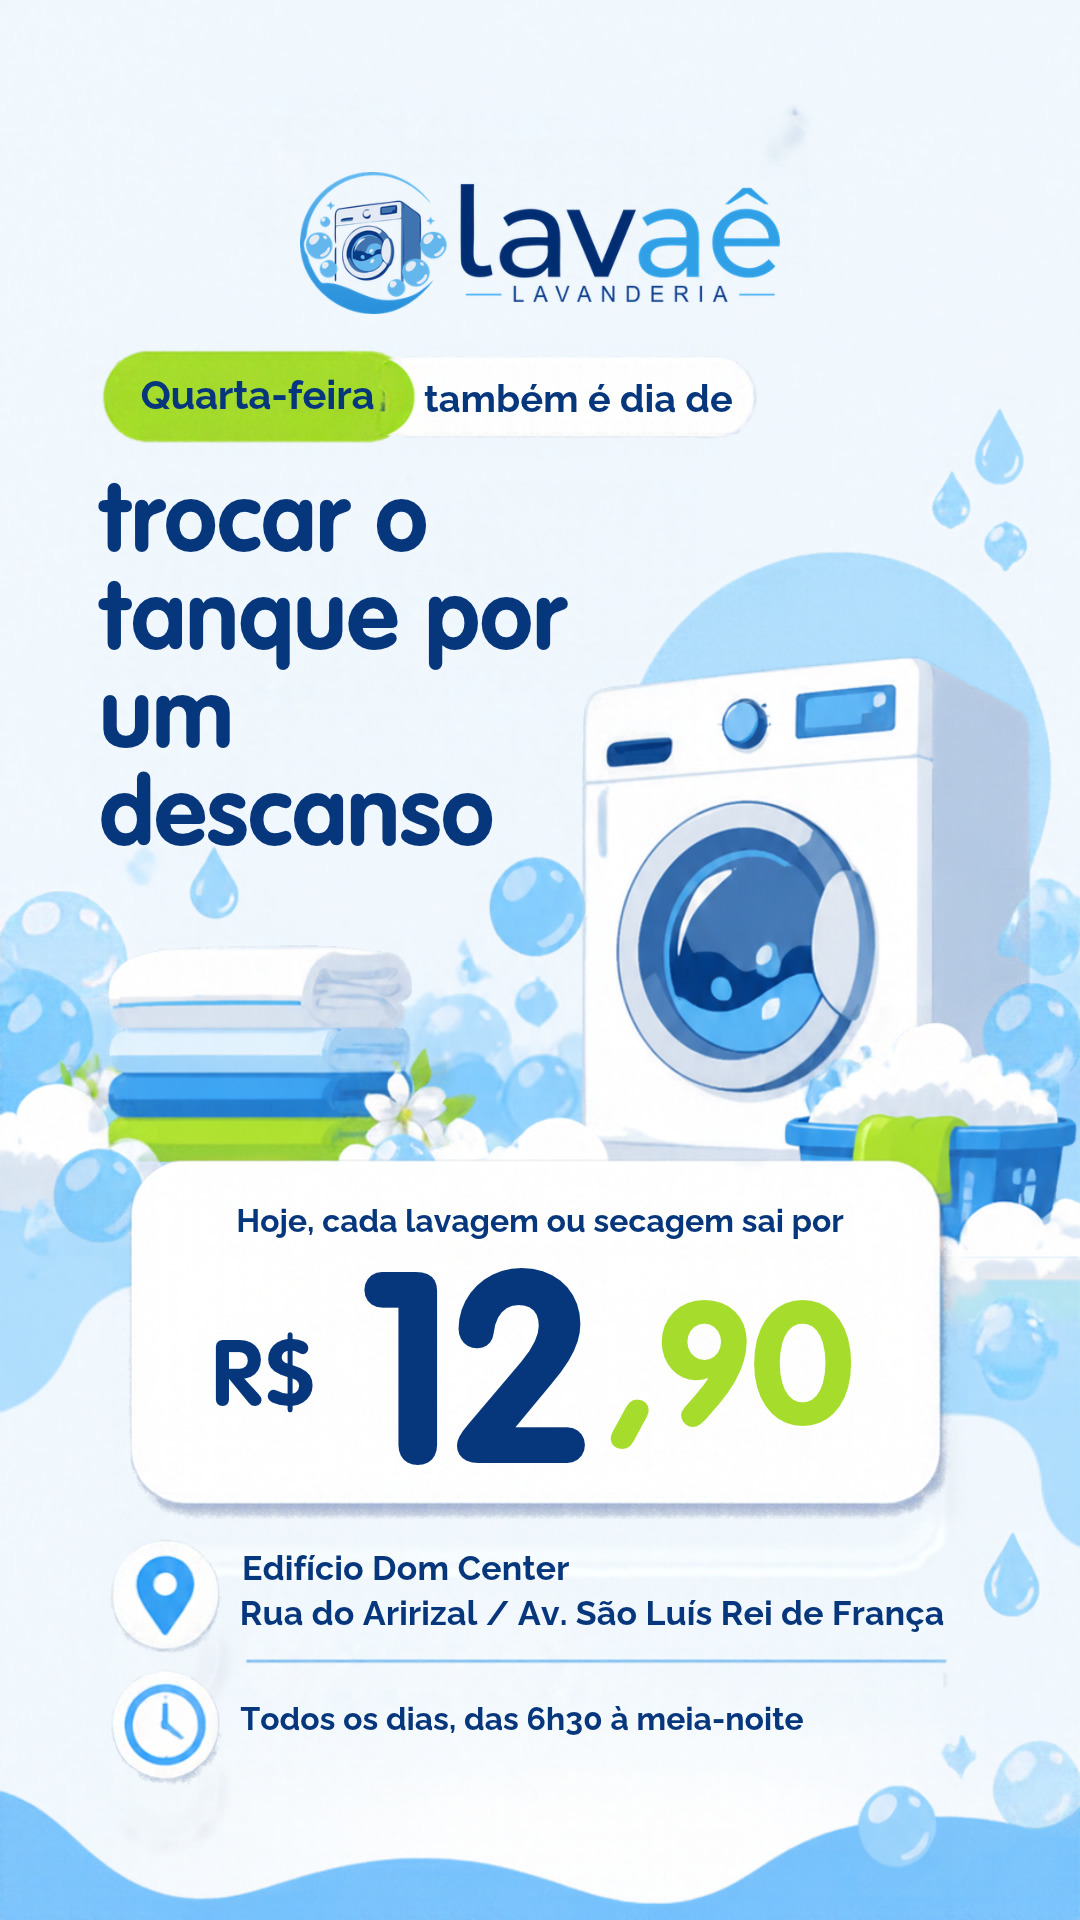 lavaê
LAVANDERIA
Quarta-feira também é dia de
trocar o
tanque por
um
descanso
Hoje, cada lavagem ou secagem sai por
R$ 12,90
Edifício Dom Center
Rua do Aririzal / Av. São Luís Rei de França
Todos os dias, das 6h30 à meia-noite